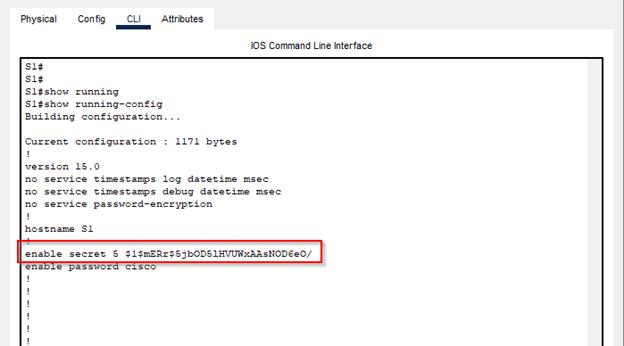 Physical Config CLI Attributes
IOS Command Line Interface
S1#
S1#
S1#show running
S1#show running-config
Building configuration...
Current configuration : 1171 bytes
!
version 15.0
no service timestamps log datetime msec
no service timestamps debug datetime msec
no service password-encryption
!
hostname S1
!
enable secret 5 $1$mERr$5jbOD51HVUWxAAsNOD6eO/
enable password cisco
!
!
!
!
!
!